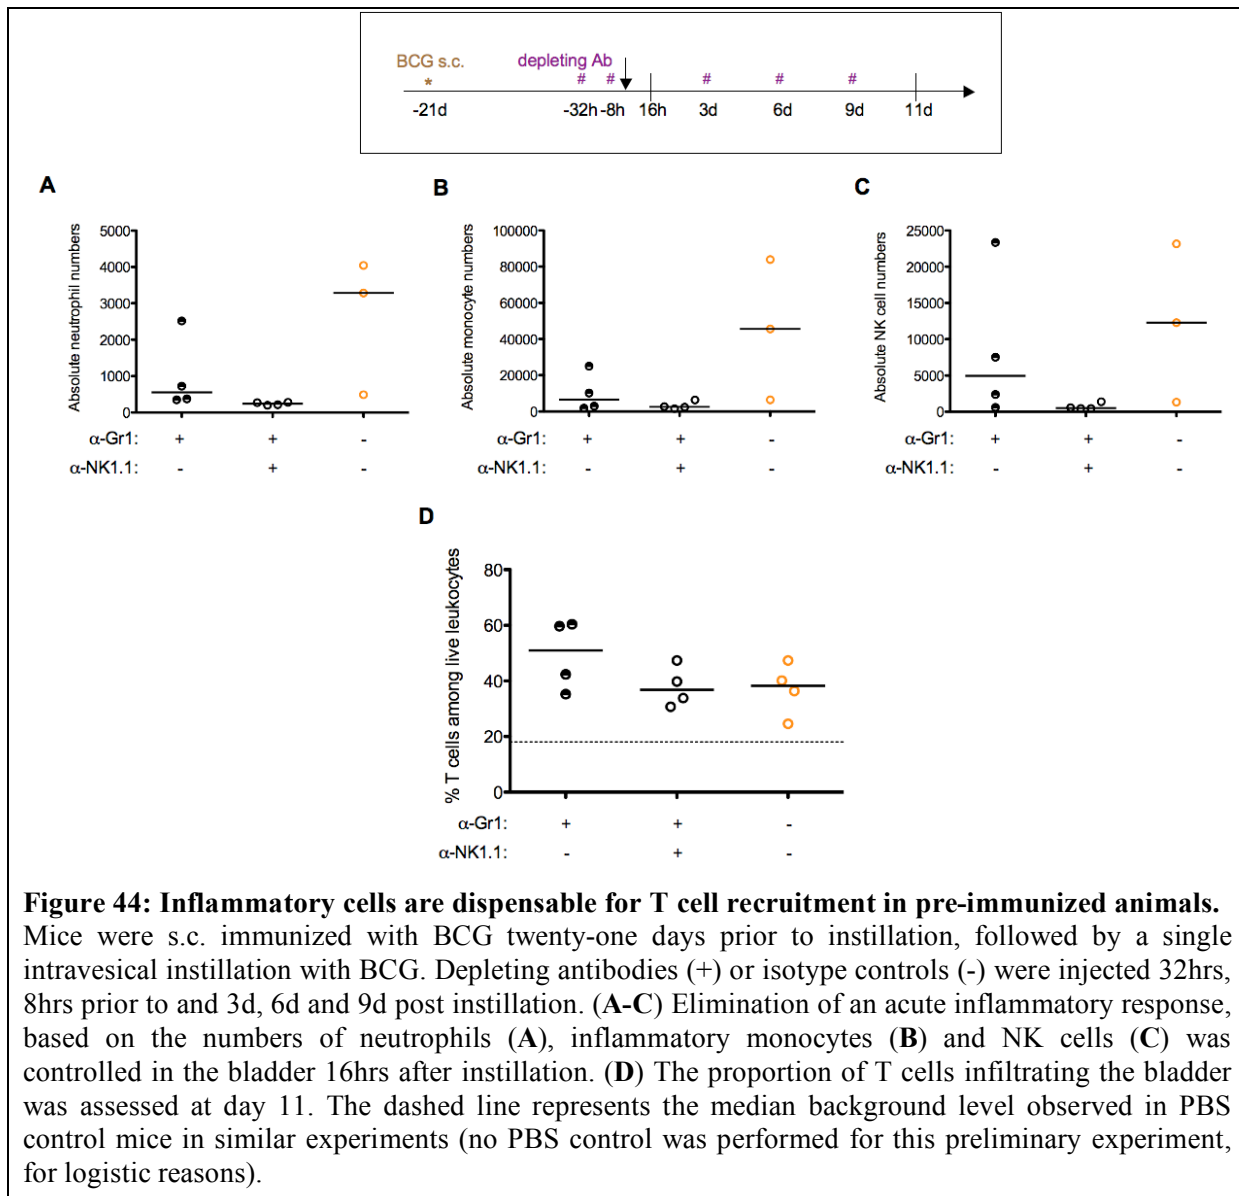 BCG s.c. depleting Ab
* # # # # #
-21d -32h -8h 16h 3d 6d 9d 11d
A
B
C
Absolute neutrophil numbers
5000
4000
3000
2000
1000
0
α-Gr1: + + -
α-NK1.1: - + -
Absolute monocyte numbers
100000
80000
60000
40000
20000
0
α-Gr1: + + -
α-NK1.1: - + -
Absolute NK cell numbers
25000
20000
15000
10000
5000
0
+ + -
- + -
D
% T cells among live leukocytes
80
60
40
20
0
α-Gr1: + + -
α-NK1.1: - + -
Figure 44: Inflammatory cells are dispensable for T cell recruitment in pre-immunized animals.
Mice were s.c. immunized with BCG twenty-one days prior to instillation, followed by a single
intravesical instillation with BCG. Depleting antibodies (+) or isotype controls (-) were injected 32hrs,
8hrs prior to and 3d, 6d and 9d post instillation. (A-C) Elimination of an acute inflammatory response,
based on the numbers of neutrophils (A), inflammatory monocytes (B) and NK cells (C) was
controlled in the bladder 16hrs after instillation. (D) The proportion of T cells infiltrating the bladder
was assessed at day 11. The dashed line represents the median background level observed in PBS
control mice in similar experiments (no PBS control was performed for this preliminary experiment,
for logistic reasons).